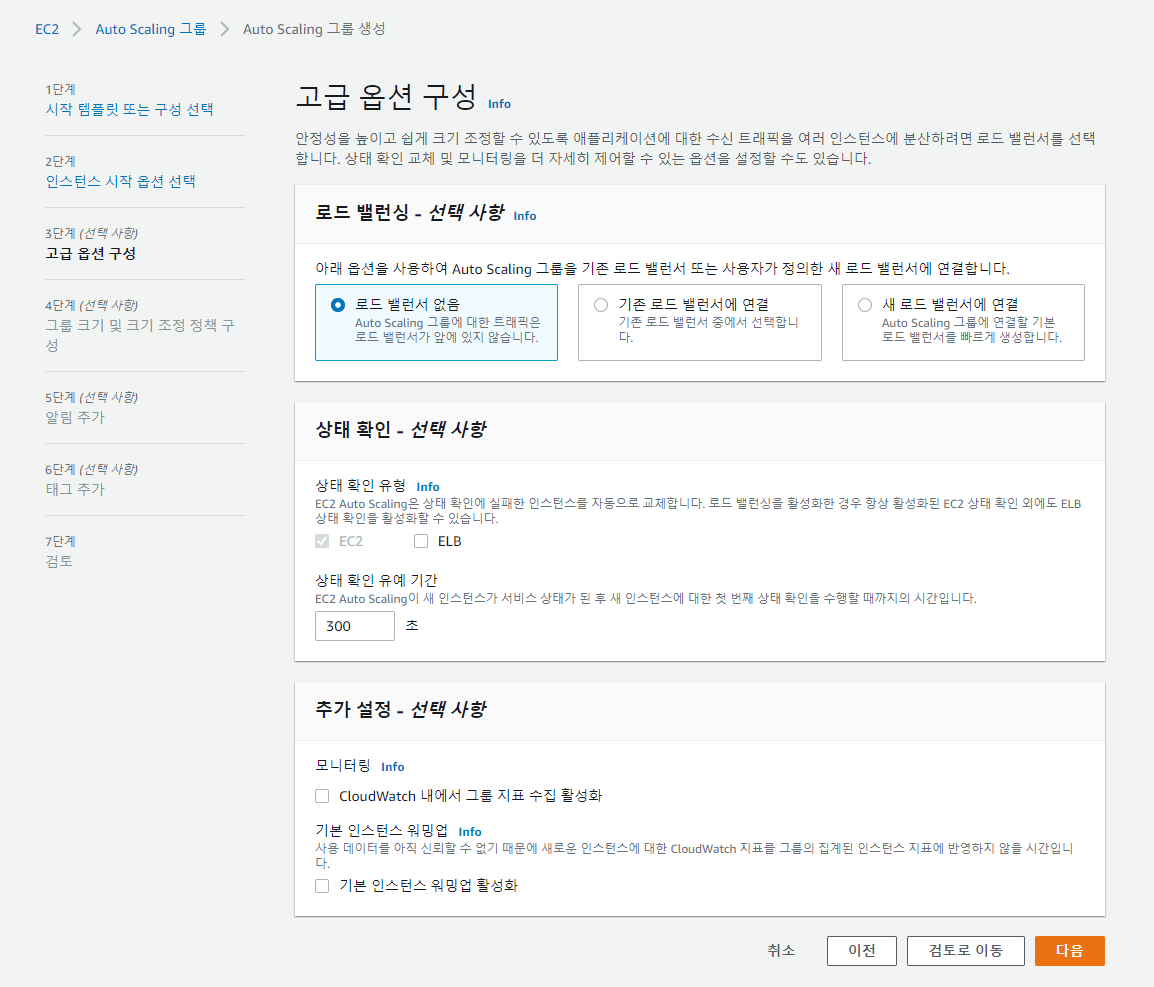 EC2 > Auto Scaling 그룹 > Auto Scaling 그룹 생성
1단계
시작 템플릿 또는 구성 선택
2단계
인스턴스 시작 옵션 선택
3단계 (선택 사항)
고급 옵션 구성
4단계 (선택 사항)
그룹 크기 및 크기 조정 정책 구
성
5단계 (선택 사항)
알림 추가
6단계 (선택 사항)
태그 추가
7단계
검토
고급 옵션 구성 Info
안정성을 높이고 쉽게 크기 조정할 수 있도록 애플리케이션에 대한 수신 트래픽을 여러 인스턴스에 분산하려면 로드 밸런서를 선택
합니다. 상태 확인 교체 및 모니터링을 더 자세히 제어할 수 있는 옵션을 설정할 수도 있습니다.
로드 밸런싱 - 선택 사항 Info
아래 옵션을 사용하여 Auto Scaling 그룹을 기존 로드 밸런서 또는 사용자가 정의한 새 로드 밸런서에 연결합니다.
로드 밸런서 없음
Auto Scaling 그룹에 대한 트래픽은
로드 밸런서가 앞에 있지 않습니다.
기존 로드 밸런서에 연결
기존 로드 밸런서 중에서 선택합니
다.
새 로드 밸런서에 연결
Auto Scaling 그룹에 연결할 기본
로드 밸런서를 빠르게 생성합니다.
상태 확인 - 선택 사항
상태 확인 유형 Info
EC2 Auto Scaling은 상태 확인에 실패한 인스턴스를 자동으로 교체합니다. 로드 밸런싱을 활성화한 경우 항상 활성화된 EC2 상태 확인 외에도 ELB
상태 확인을 활성화할 수 있습니다.
EC2 ELB
상태 확인 유예 기간
EC2 Auto Scaling이 새 인스턴스가 서비스 상태가 된 후 새 인스턴스에 대한 첫 번째 상태 확인을 수행할 때까지의 시간입니다.
300 초
추가 설정 - 선택 사항
모니터링 Info
CloudWatch 내에서 그룹 지표 수집 활성화
기본 인스턴스 워밍업 Info
사용 데이터를 아직 신뢰할 수 없기 때문에 새로운 인스턴스에 대한 CloudWatch 지표를 그룹의 집계된 인스턴스 지표에 반영하지 않을 시간입니
다.
기본 인스턴스 워밍업 활성화
취소 이전 검토로 이동 다음